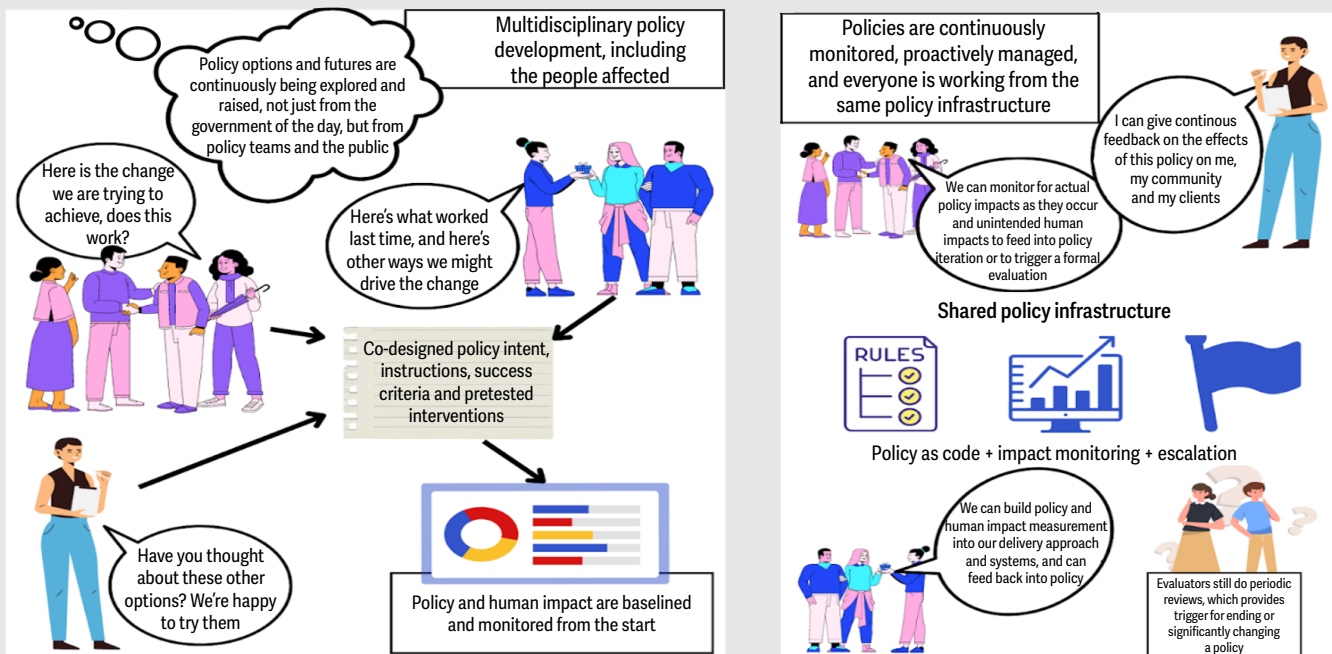 Multidisciplinary policy
development, including
the people affected
Policy options and futures are
continuously being explored and
raised, not just from the
government of the day, but from
policy teams and the public
Here is the change
we are trying to
achieve, does this
work?
Here's what worked
last time, and here's
other ways we might
drive the change
Co-designed policy intent,
instructions, success
criteria and pretested
interventions
Have you thought
about these other
options? We're happy
to try them
Policy and human impact are baselined
and monitored from the start
Policies are continuously
monitored, proactively managed,
and everyone is working from the
same policy infrastructure
I can give continous
feedback on the effects
of this policy on me,
my community
and my clients
We can monitor for actual
policy impacts as they occur
and unintended human
impacts to feed into policy
iteration or to trigger a formal
evaluation
Shared policy infrastructure
RULES
Policy as code + impact monitoring + escalation
We can build policy and
human impact measurement
into our delivery approach
and systems, and can
feed back into policy
Evaluators still do periodic
reviews, which provides
trigger for ending or
significantly changing
a policy